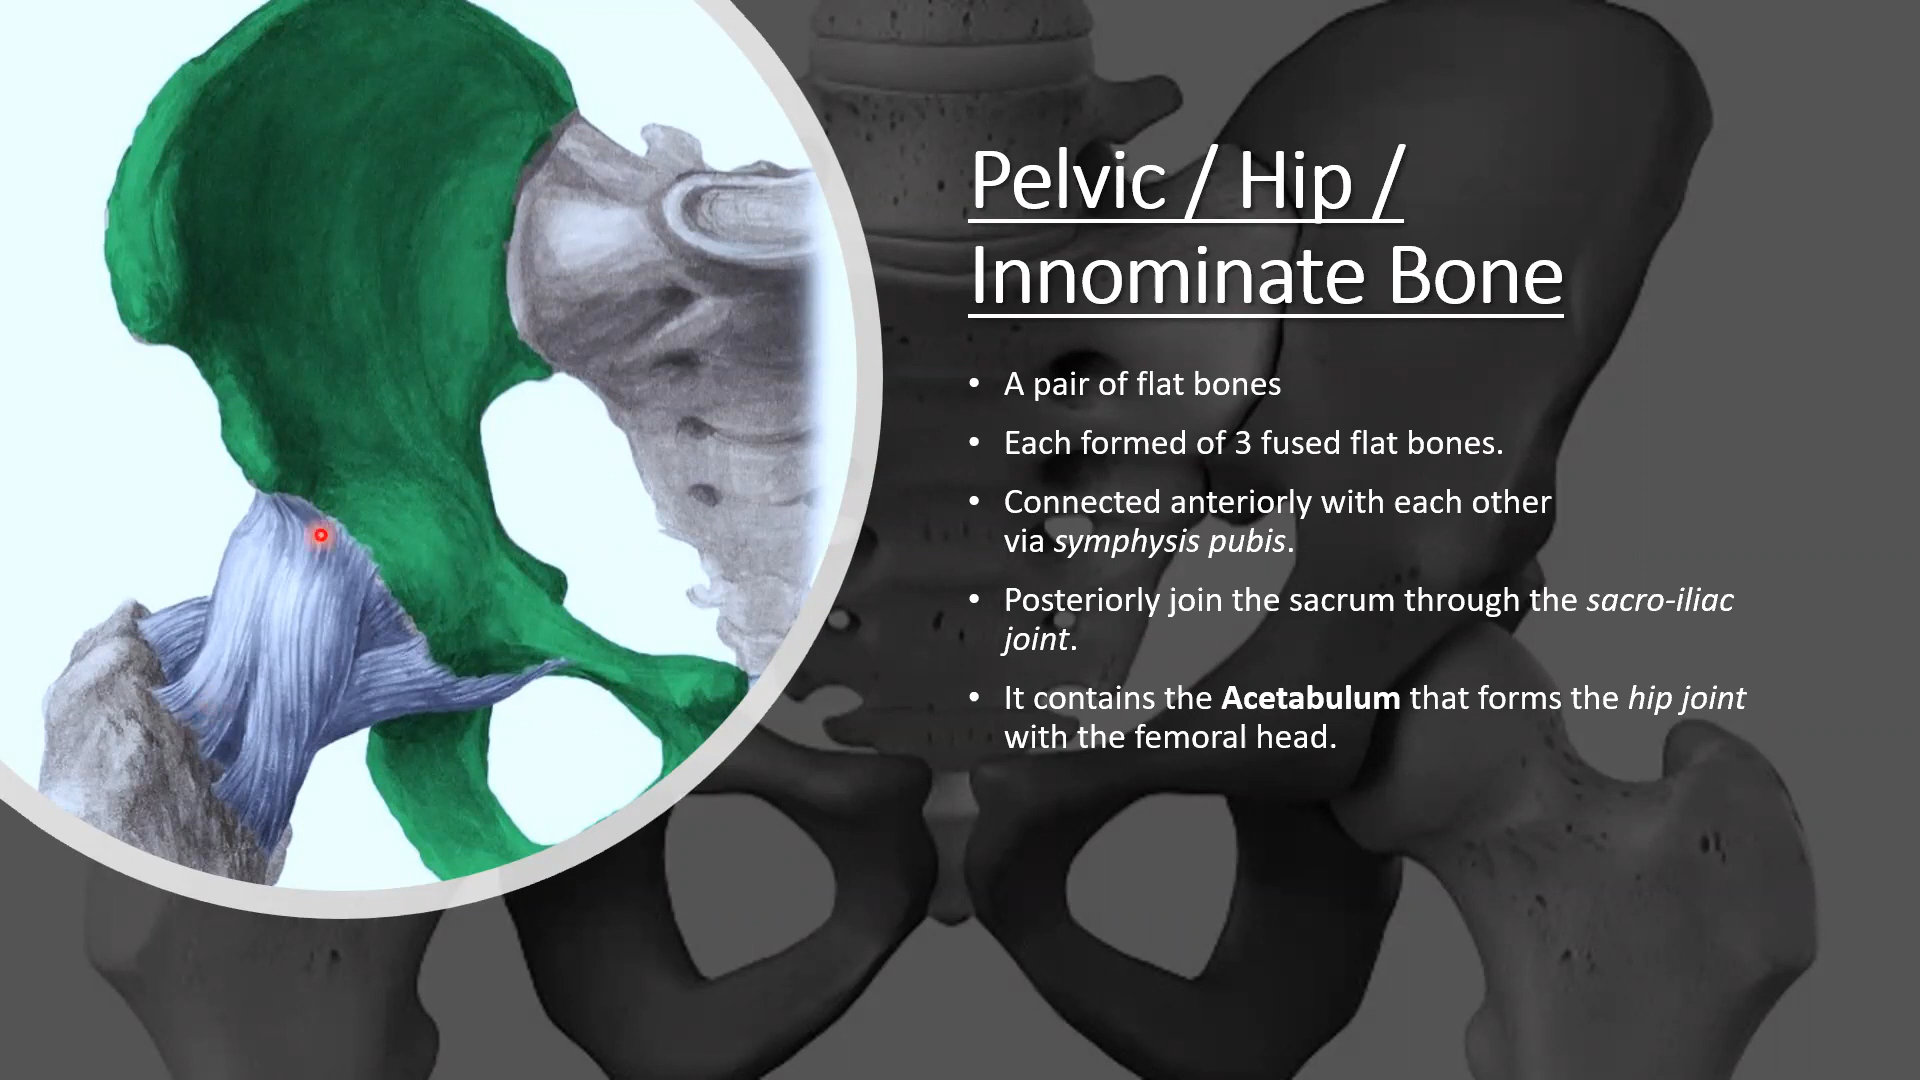 Pelvic / Hip /
Innominate Bone
• A pair of flat bones
• Each formed of 3 fused flat bones.
• Connected anteriorly with each other
via symphysis pubis.
• Posteriorly join the sacrum through the sacro-iliac
joint.
• It contains the Acetabulum that forms the hip joint
with the femoral head.